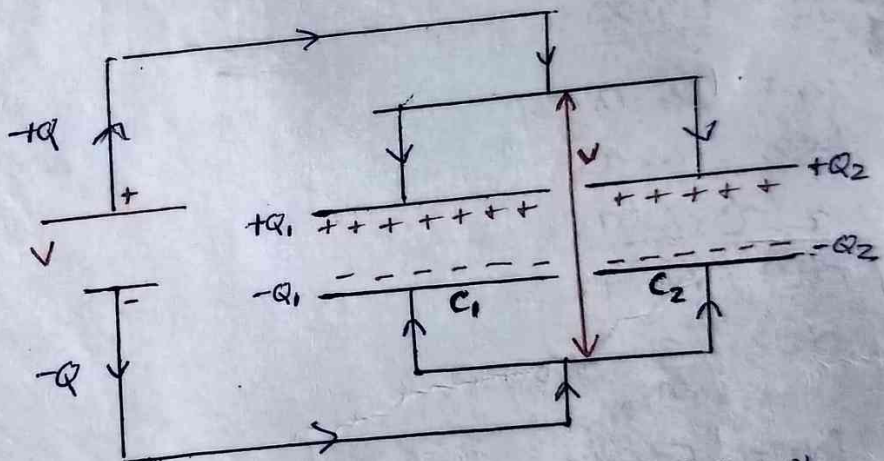 +Q
+
V
-
-Q
V
+Q₁
+ + + + + + +
- - - - - -
-Q₁
C₁
+Q₂
+ + + + +
- - - - - - -
-Q₂
C₂